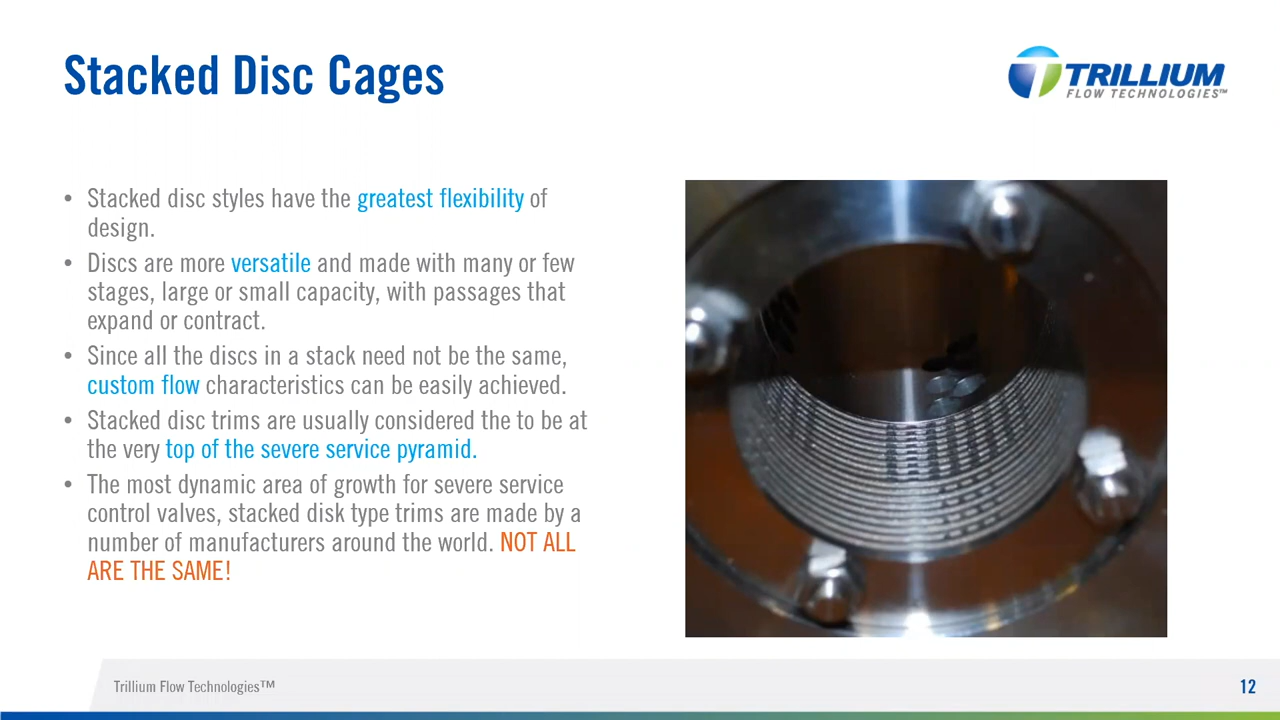 Stacked Disc Cages
TRILLIUM
FLOW TECHNOLOGIES™
• Stacked disc styles have the greatest flexibility of
design.
• Discs are more versatile and made with many or few
stages, large or small capacity, with passages that
expand or contract.
• Since all the discs in a stack need not be the same,
custom flow characteristics can be easily achieved.
• Stacked disc trims are usually considered the to be at
the very top of the severe service pyramid.
• The most dynamic area of growth for severe service
control valves, stacked disk type trims are made by a
number of manufacturers around the world. NOT ALL
ARE THE SAME!
Trillium Flow Technologies™
12